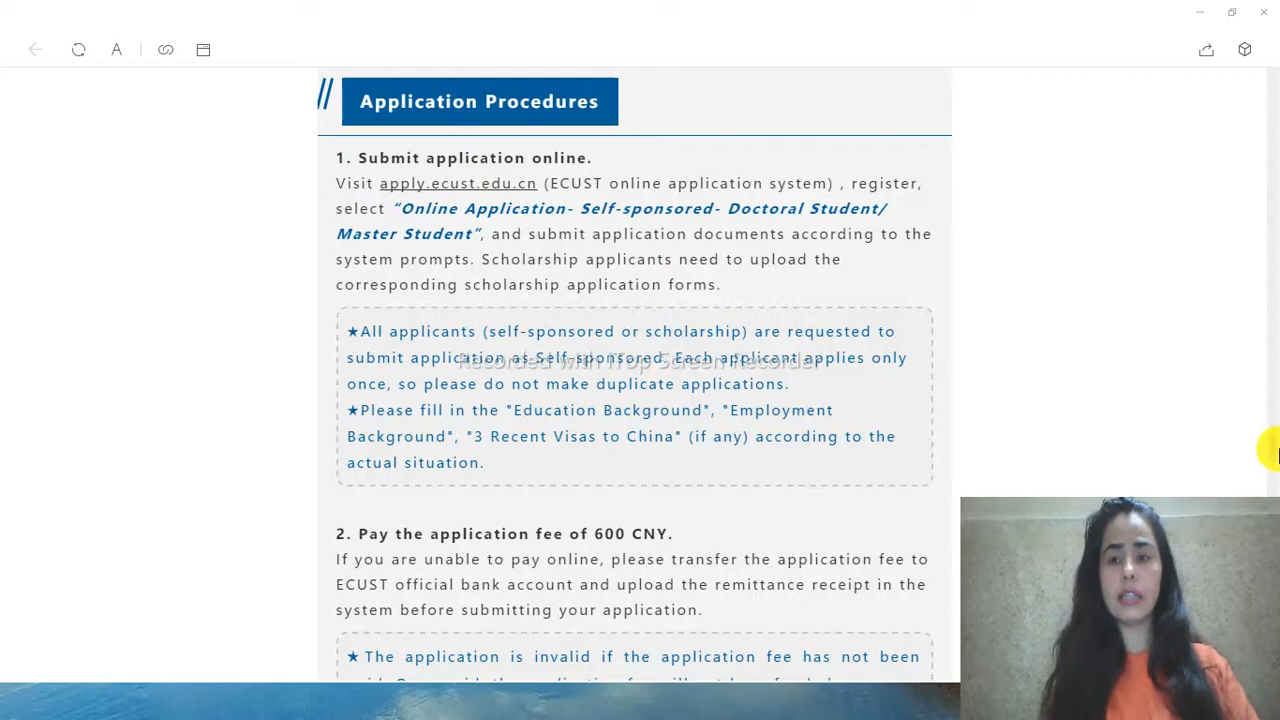 Application Procedures
1. Submit application online.
Visit apply.ecust.edu.cn (ECUST online application system) , register,
select “Online Application- Self-sponsored- Doctoral Student/
Master Student”, and submit application documents according to the
system prompts. Scholarship applicants need to upload the
corresponding scholarship application forms.
★All applicants (self-sponsored or scholarship) are requested to
submit application as Self-sponsored. Each applicant applies only
Recorded with iTop Screen Recorder
once, so please do not make duplicate applications.
★Please fill in the "Education Background", "Employment
Background", "3 Recent Visas to China" (if any) according to the
actual situation.
2. Pay the application fee of 600 CNY.
If you are unable to pay online, please transfer the application fee to
ECUST official bank account and upload the remittance receipt in the
system before submitting your application.
★ The application is invalid if the application fee has not been